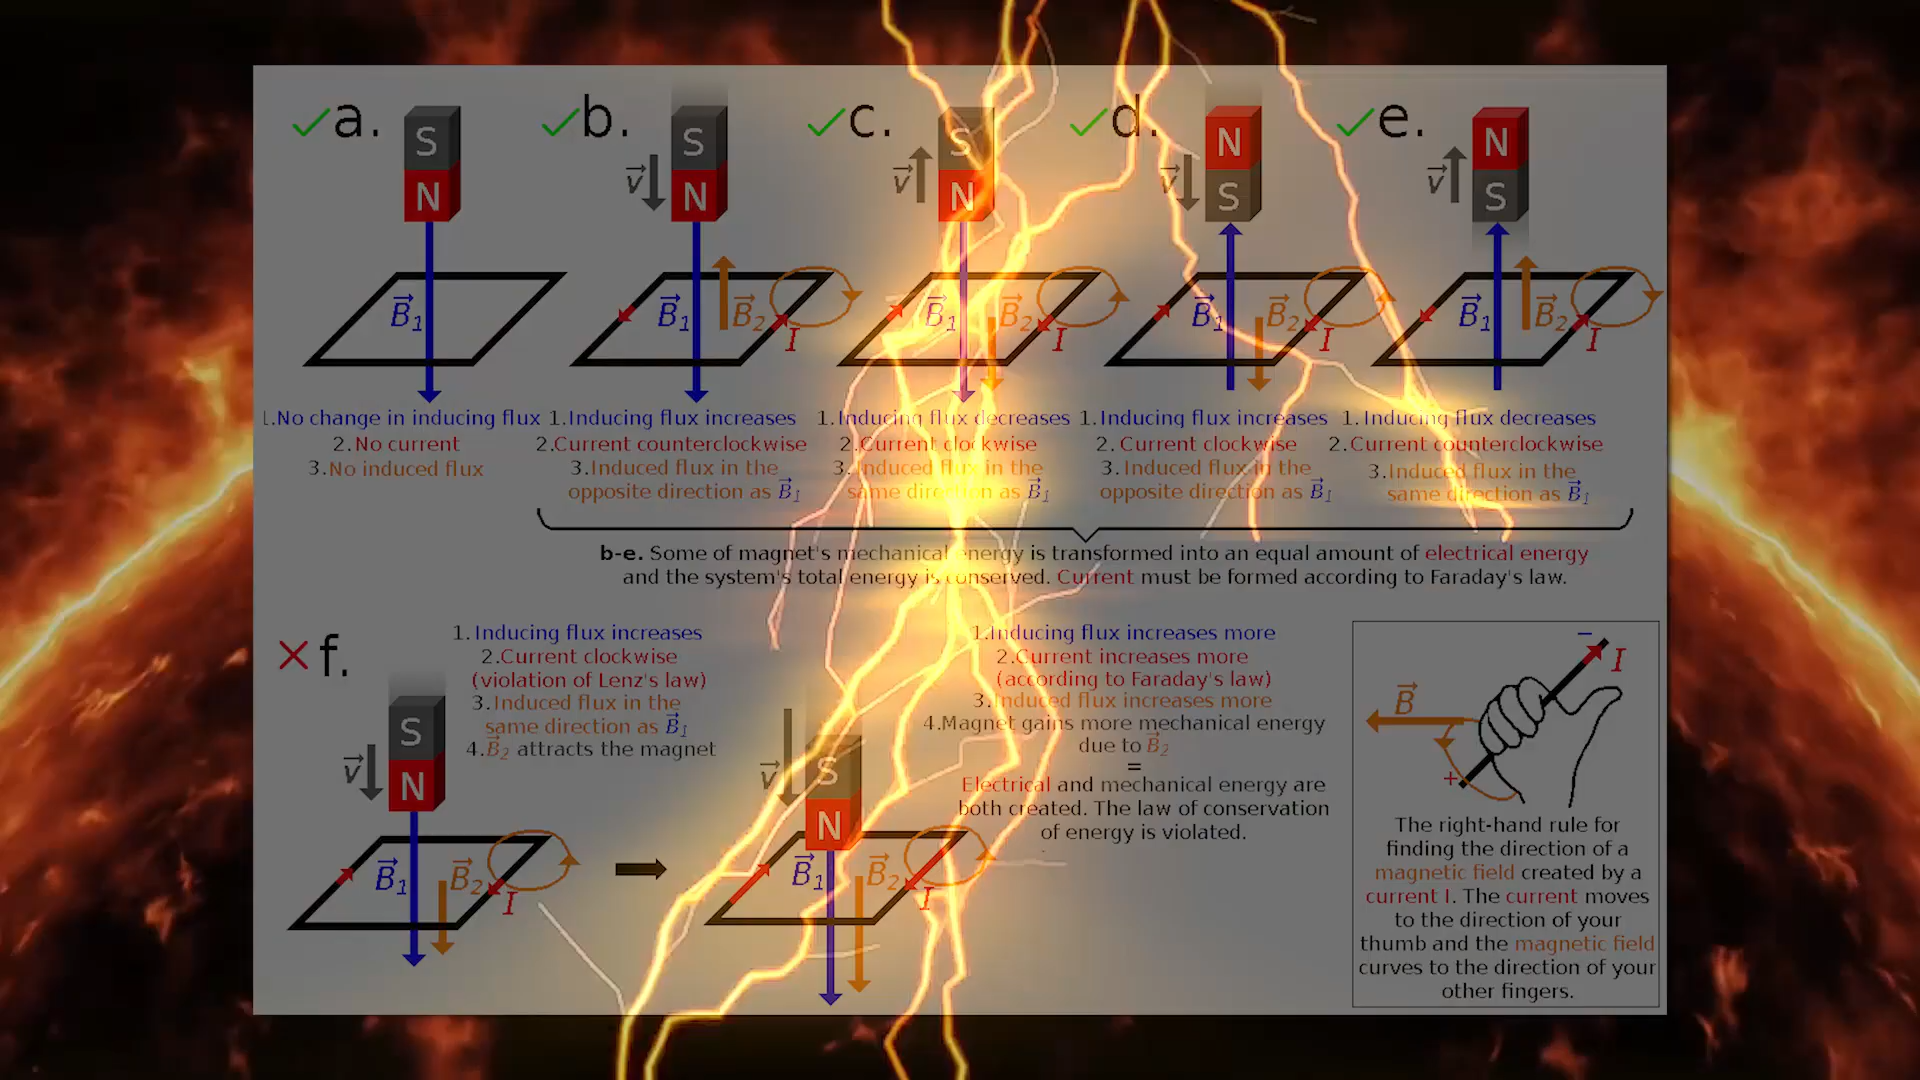 a.
S
N
B₁
1.No change in inducing flux
2.No current
3.No induced flux
b.
S
N
v
B₁
B₂
I
1.Inducing flux increases
2.Current counterclockwise
3.Induced flux in the
opposite direction as B₁
c.
S
N
v
B₁
B₂
I
1.Inducing flux decreases
2.Current clockwise
3.Induced flux in the
same direction as B₁
d.
N
S
v
B₁
B₂
I
1.Inducing flux increases
2.Current clockwise
3.Induced flux in the
opposite direction as B₁
e.
N
S
v
B₁
B₂
I
1.Inducing flux decreases
2.Current counterclockwise
3.Induced flux in the
same direction as B₁
b-e. Some of magnet's mechanical energy is transformed into an equal amount of electrical energy
and the system's total energy is conserved. Current must be formed according to Faraday's law.
f.
S
N
v
B₁
B₂
I
1.Inducing flux increases
2.Current clockwise
(violation of Lenz's law)
3.Induced flux in the
same direction as B₁
4.B₂ attracts the magnet
S
N
v
B₁
B₂
I
1.Inducing flux increases more
2.Current increases more
(according to Faraday's law)
3.Induced flux increases more
4.Magnet gains more mechanical energy
due to B₂
=
Electrical and mechanical energy are
both created. The law of conservation
of energy is violated.
−
I
B
+
The right-hand rule for
finding the direction of a
magnetic field created by a
current I. The current moves
to the direction of your
thumb and the magnetic field
curves to the direction of your
other fingers.